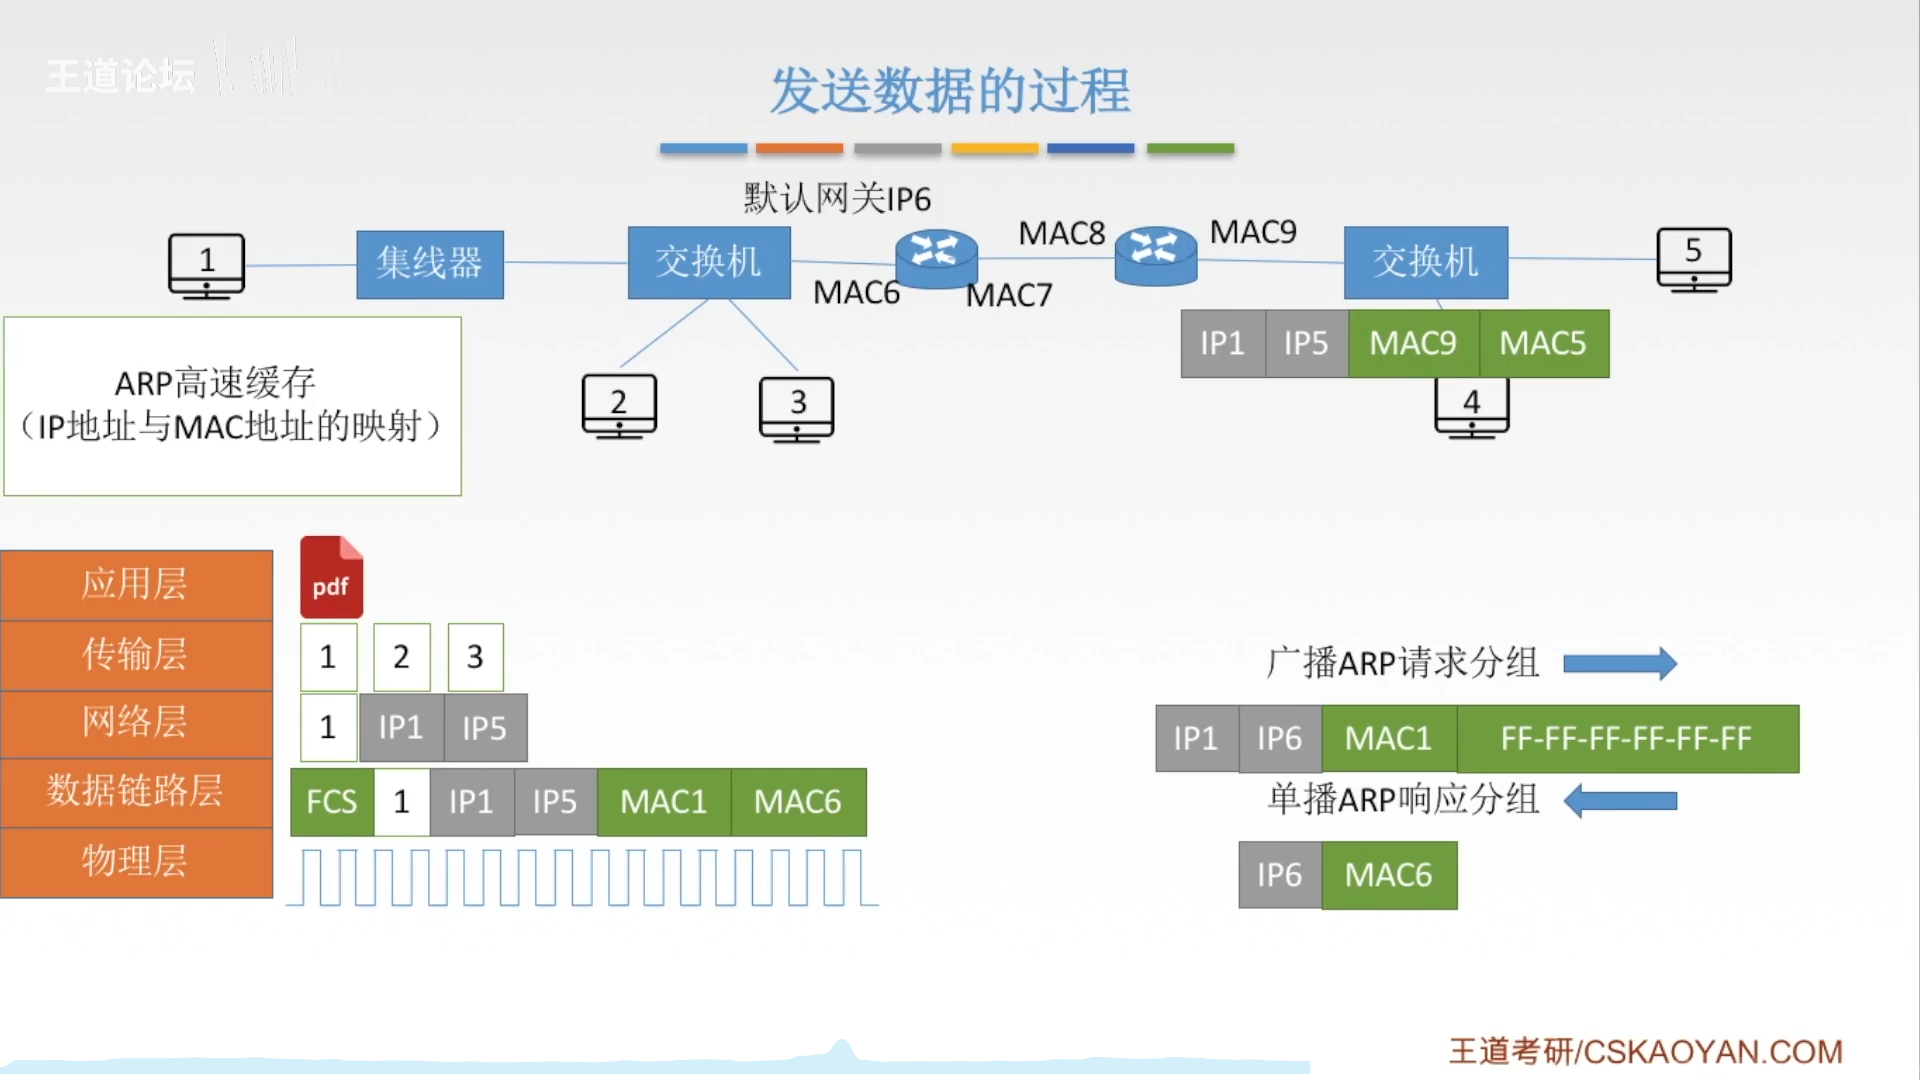 王道论坛
发送数据的过程
默认网关IP6
MAC8
MAC9
1
集线器
交换机
MAC6
MAC7
交换机
5
IP1 IP5 MAC9 MAC5
ARP高速缓存
（IP地址与MAC地址的映射）
2
3
4
应用层
pdf
传输层
1 2 3
网络层
1 IP1 IP5
数据链路层
FCS 1 IP1 IP5 MAC1 MAC6
物理层
广播ARP请求分组
IP1 IP6 MAC1 FF-FF-FF-FF-FF-FF
单播ARP响应分组
IP6 MAC6
王道考研/CSKAOYAN.COM